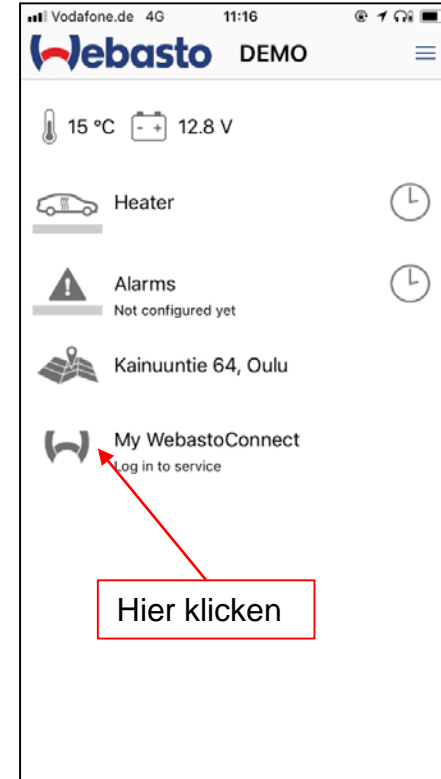 Vodafone.de 4G 11:16
Webasto DEMO
15 °C - + 12.8 V
Heater
Alarms
Not configured yet
Kainuuntie 64, Oulu
My WebastoConnect
Log in to service
Hier klicken